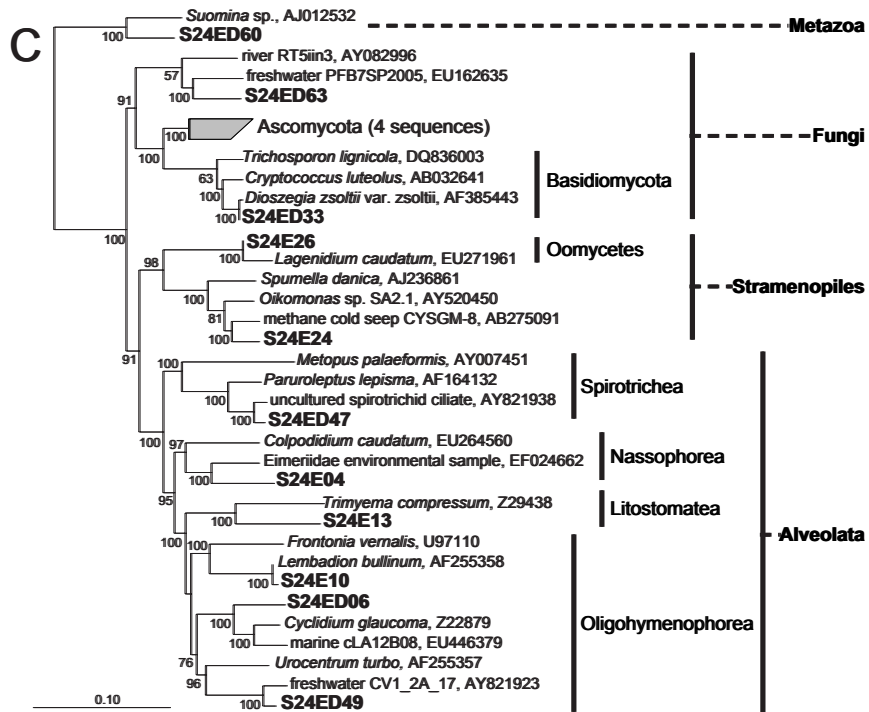 C
Suomina sp., AJ012532
100
S24ED60
Metazoa
river RT5iin3, AY082996
57
freshwater PFB7SP2005, EU162635
100
S24ED63
91
100
Ascomycota (4 sequences)
Fungi
100
Trichosporon lignicola, DQ836003
63
Cryptococcus luteolus, AB032641
100
Dioszegia zsoltii var. zsoltii, AF385443
100
S24ED33
Basidiomycota
100
S24E26
98
100
Lagenidium caudatum, EU271961
Oomycetes
Spumella danica, AJ236861
100
Oikomonas sp. SA2.1, AY520450
81
methane cold seep CYSGM-8, AB275091
100
S24E24
Stramenopiles
91
100
Metopus palaeformis, AY007451
Paruroleptus lepisma, AF164132
100
uncultured spirotrichid ciliate, AY821938
100
S24ED47
Spirotrichea
100
97
Colpodidium caudatum, EU264560
Eimeriidae environmental sample, EF024662
100
S24E04
Nassophorea
95
Trimyema compressum, Z29438
100
S24E13
Litostomatea
100
100
Frontonia vernalis, U97110
Lembadion bullinum, AF255358
100
S24E10
Alveolata
S24ED06
100
Cyclidium glaucoma, Z22879
100
marine cLA12B08, EU446379
Oligohymenophorea
76
Urocentrum turbo, AF255357
96
freshwater CV1_2A_17, AY821923
100
S24ED49
0.10